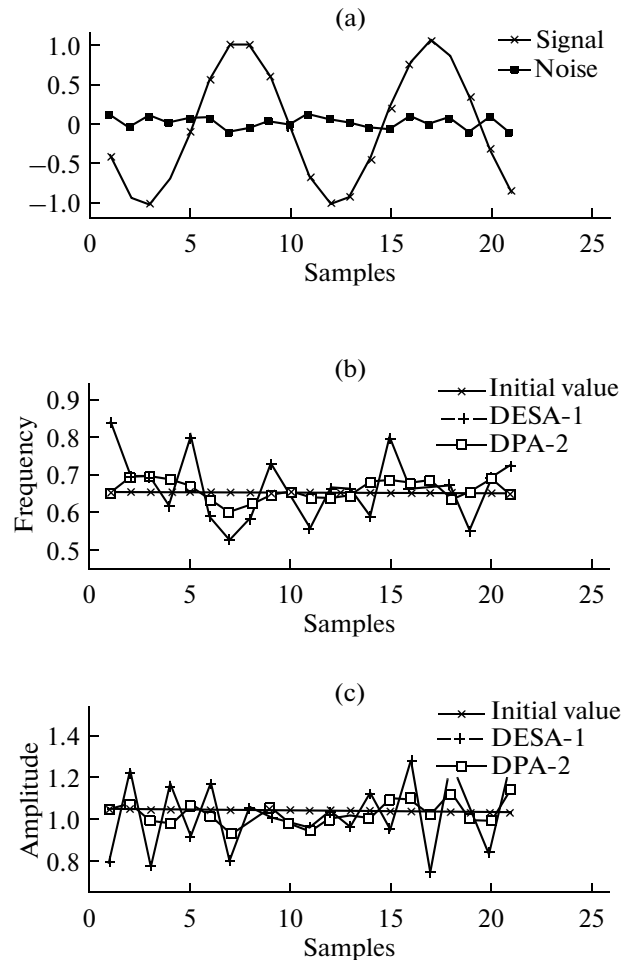 (a)
Signal
Noise
1.0
0.5
0
−0.5
−1.0
0 5 10 15 20 25
Samples
(b)
Initial value
DESA-1
DPA-2
Frequency
0.9
0.8
0.7
0.6
0.5
0 5 10 15 20 25
Samples
(c)
Initial value
DESA-1
DPA-2
Amplitude
1.4
1.2
1.0
0.8
0 5 10 15 20 25
Samples